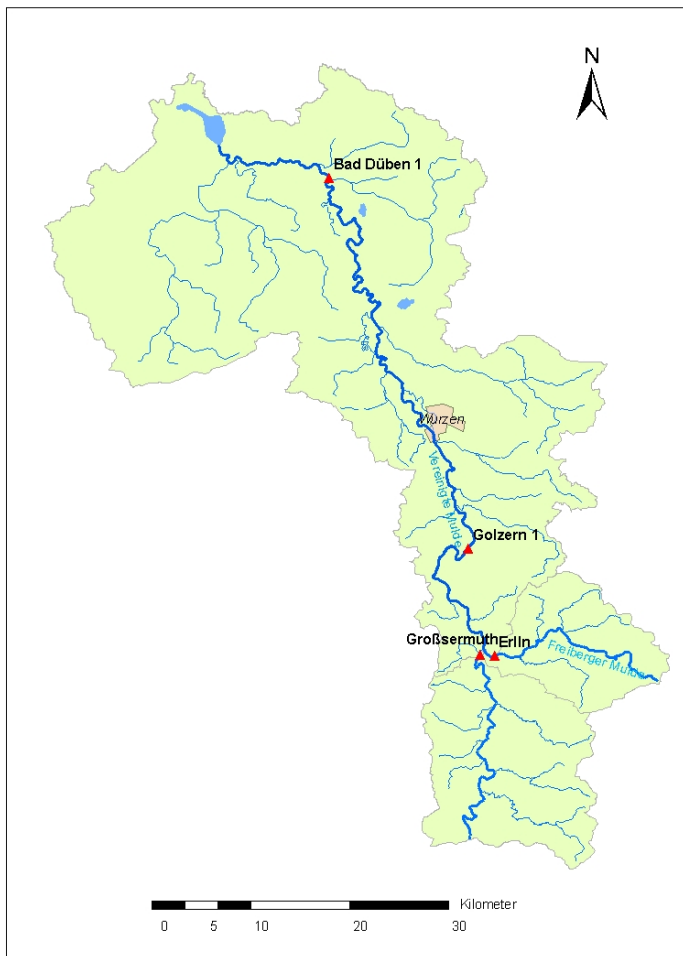 N
Bad Düben 1
Wurzen
Vereinigte Mulde
Golzern 1
Großsermuth
Erlln
Freiberger Mulde
Kilometer
0 5 10 20 30